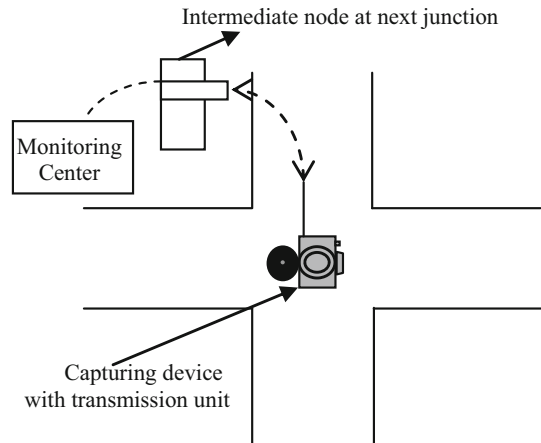 Intermediate node at next junction
Monitoring
Center
Capturing device
with transmission unit